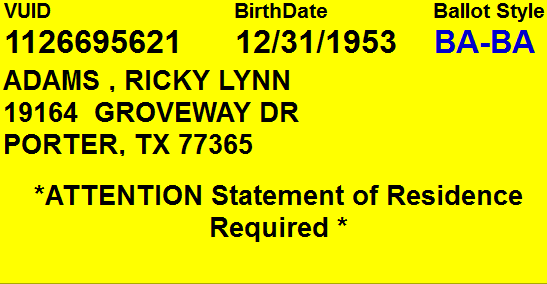 VUID BirthDate Ballot Style
1126695621 12/31/1953 BA-BA
ADAMS , RICKY LYNN
19164  GROVEWAY DR
PORTER, TX 77365
*ATTENTION Statement of Residence
Required *